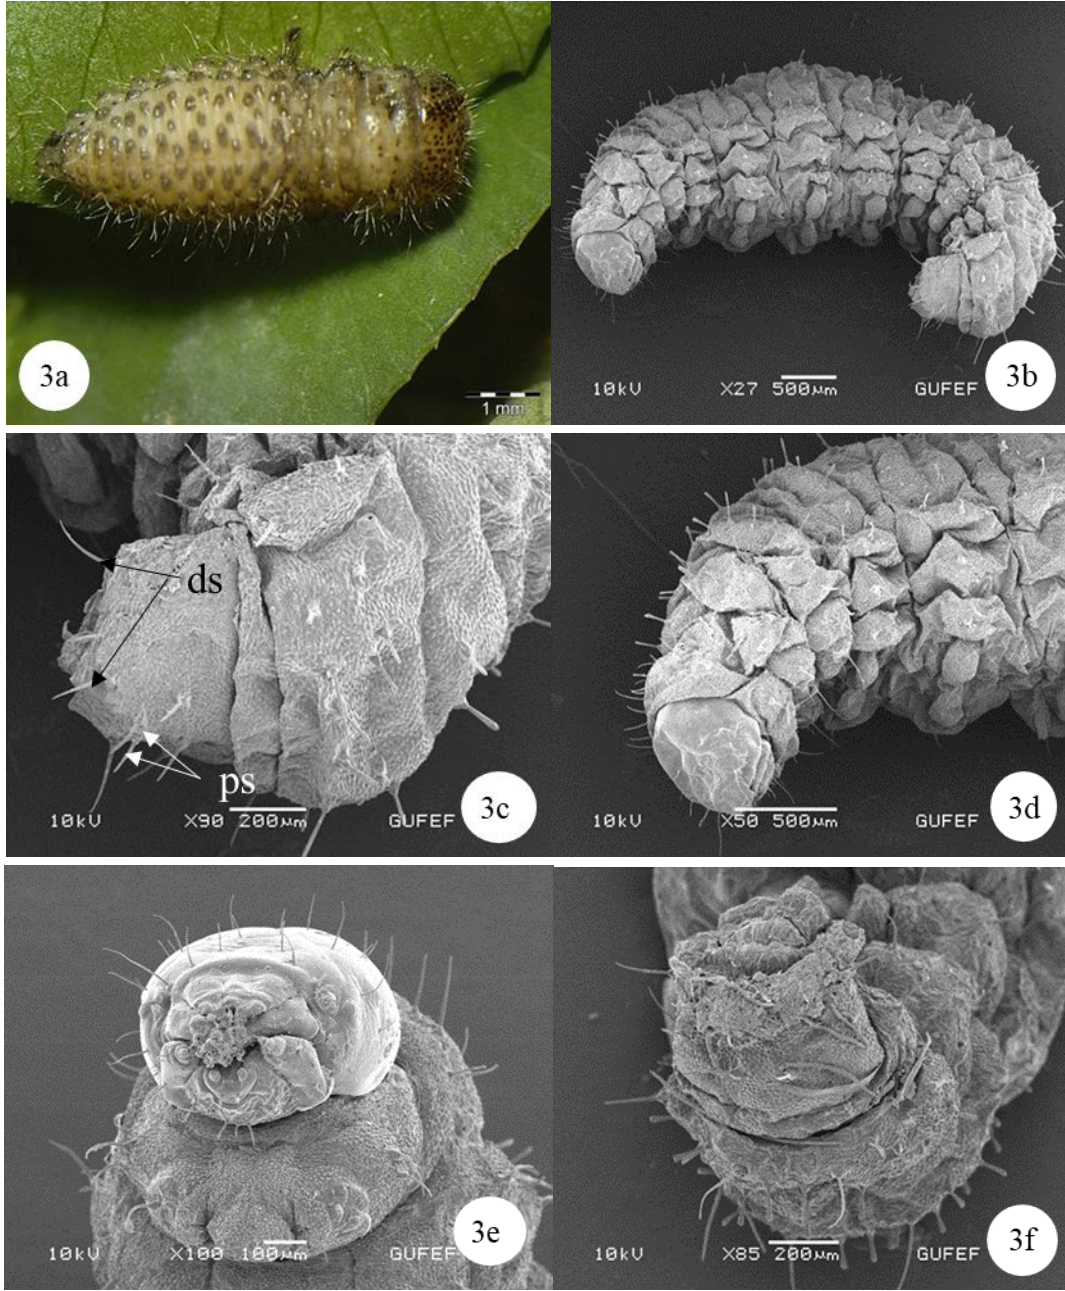 3a
1 mm
10kV X27 500µm GUFEF
3b
ds
ps
10kV X90 200µm GUFEF
3c
10kV X50 500µm GUFEF
3d
10kV X100 100µm GUFEF
3e
10kV X85 200µm GUFEF
3f